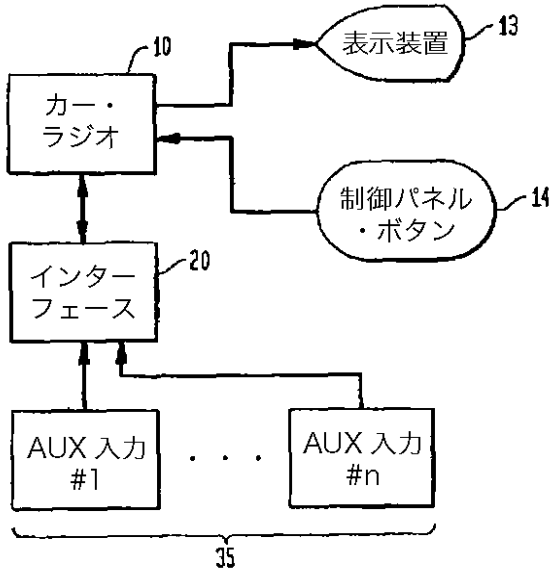 10
カー・
ラジオ
表示装置
13
制御パネル
・ボタン
14
インター
フェース
20
AUX 入力
#1
. . .
AUX 入力
#n
35